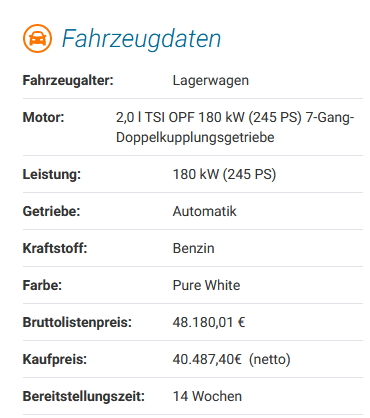 Fahrzeugdaten
Fahrzeugalter: Lagerwagen
Motor: 2,0 l TSI OPF 180 kW (245 PS) 7-Gang-
Doppelkupplungsgetriebe
Leistung: 180 kW (245 PS)
Getriebe: Automatik
Kraftstoff: Benzin
Farbe: Pure White
Bruttolistenpreis: 48.180,01 €
Kaufpreis: 40.487,40€ (netto)
Bereitstellungszeit: 14 Wochen